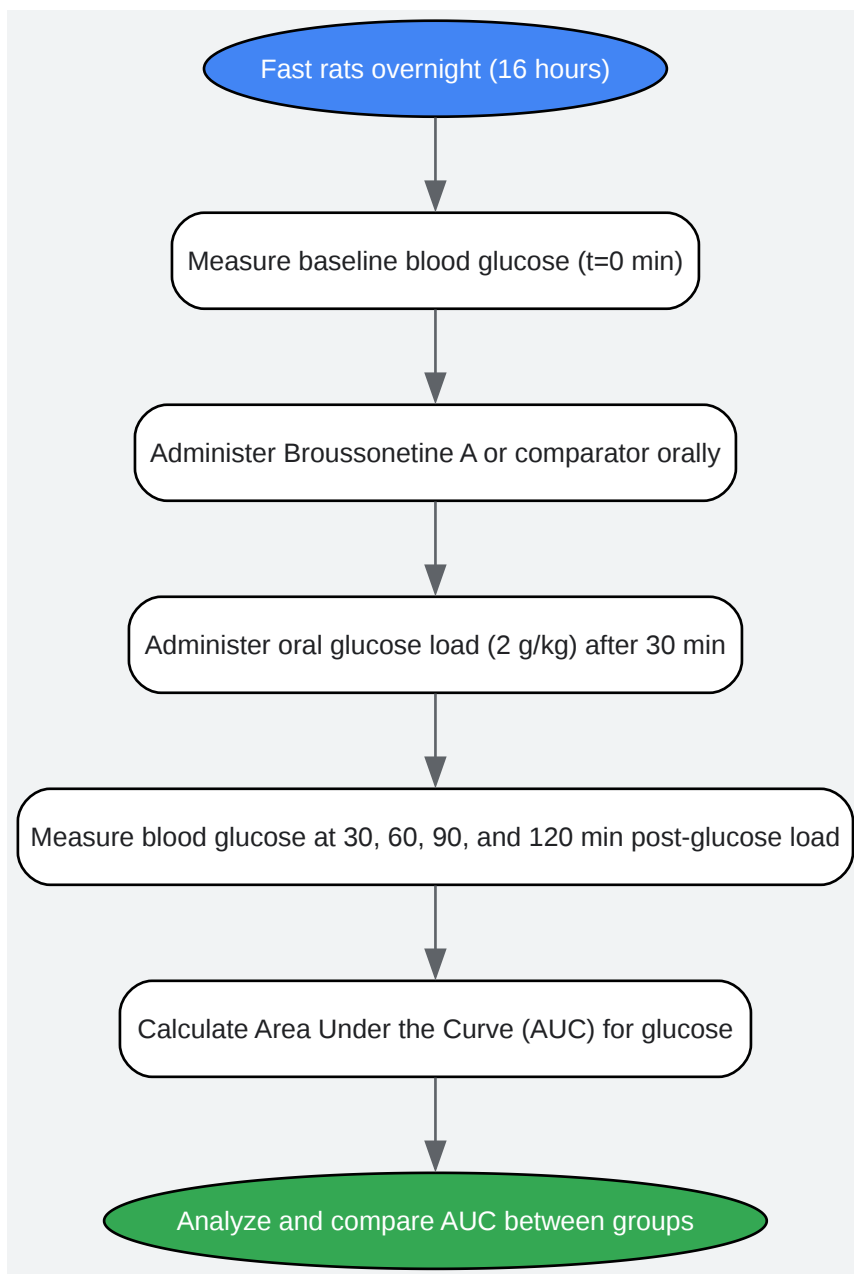 Fast rats overnight (16 hours)
Measure baseline blood glucose (t=0 min)
Administer Broussonetine A or comparator orally
Administer oral glucose load (2 g/kg) after 30 min
Measure blood glucose at 30, 60, 90, and 120 min post-glucose load
Calculate Area Under the Curve (AUC) for glucose
Analyze and compare AUC between groups